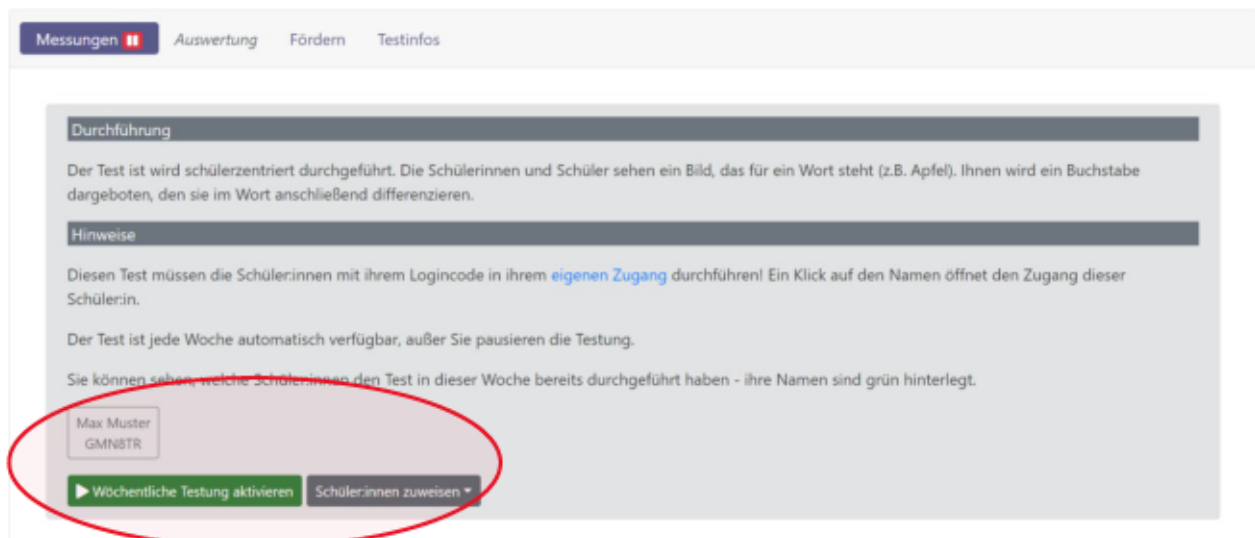 Messungen Auswertung Fördern Testinfos
Durchführung
Der Test ist wird schülerzentriert durchgeführt. Die Schülerinnen und Schüler sehen ein Bild, das für ein Wort steht (z.B. Apfel). Ihnen wird ein Buchstabe
dargeboten, den sie im Wort anschließend differenzieren.
Hinweise
Diesen Test müssen die Schüler:innen mit ihrem Logincode in ihrem eigenen Zugang durchführen! Ein Klick auf den Namen öffnet den Zugang dieser
Schüler:in.
Der Test ist jede Woche automatisch verfügbar, außer Sie pausieren die Testung.
Sie können sehen, welche Schüler:innen den Test in dieser Woche bereits durchgeführt haben - ihre Namen sind grün hinterlegt.
Max Muster
GMN8TR
Wöchentliche Testung aktivieren Schüler:innen zuweisen